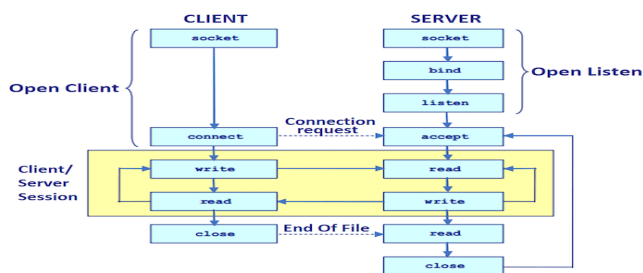 CLIENT
SERVER
socket
socket
bind
Open Client
Open Listen
listen
Connection
request
connect
accept
Client/
Server
Session
write
read
read
write
close
End Of File
read
close